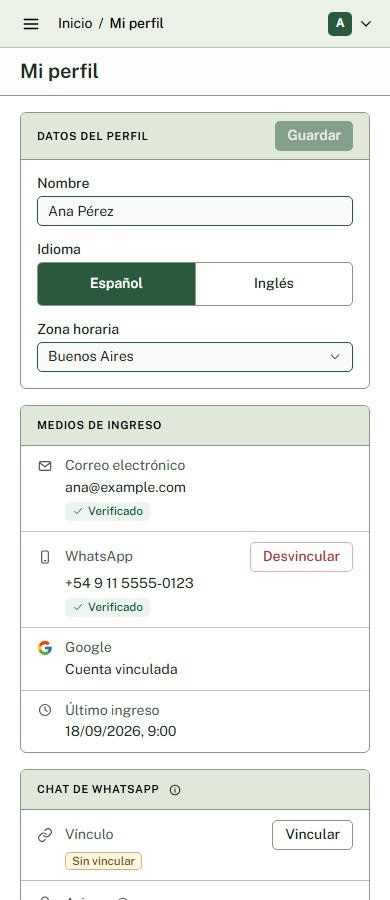 Inicio / Mi perfil
A
Mi perfil
DATOS DEL PERFIL
Guardar
Nombre
Ana Pérez
Idioma
Español
Inglés
Zona horaria
Buenos Aires
MEDIOS DE INGRESO
Correo electrónico
ana@example.com
Verificado
WhatsApp
Desvincular
+54 9 11 5555-0123
Verificado
Google
Cuenta vinculada
Último ingreso
18/09/2026, 9:00
CHAT DE WHATSAPP
Vínculo
Vincular
Sin vincular